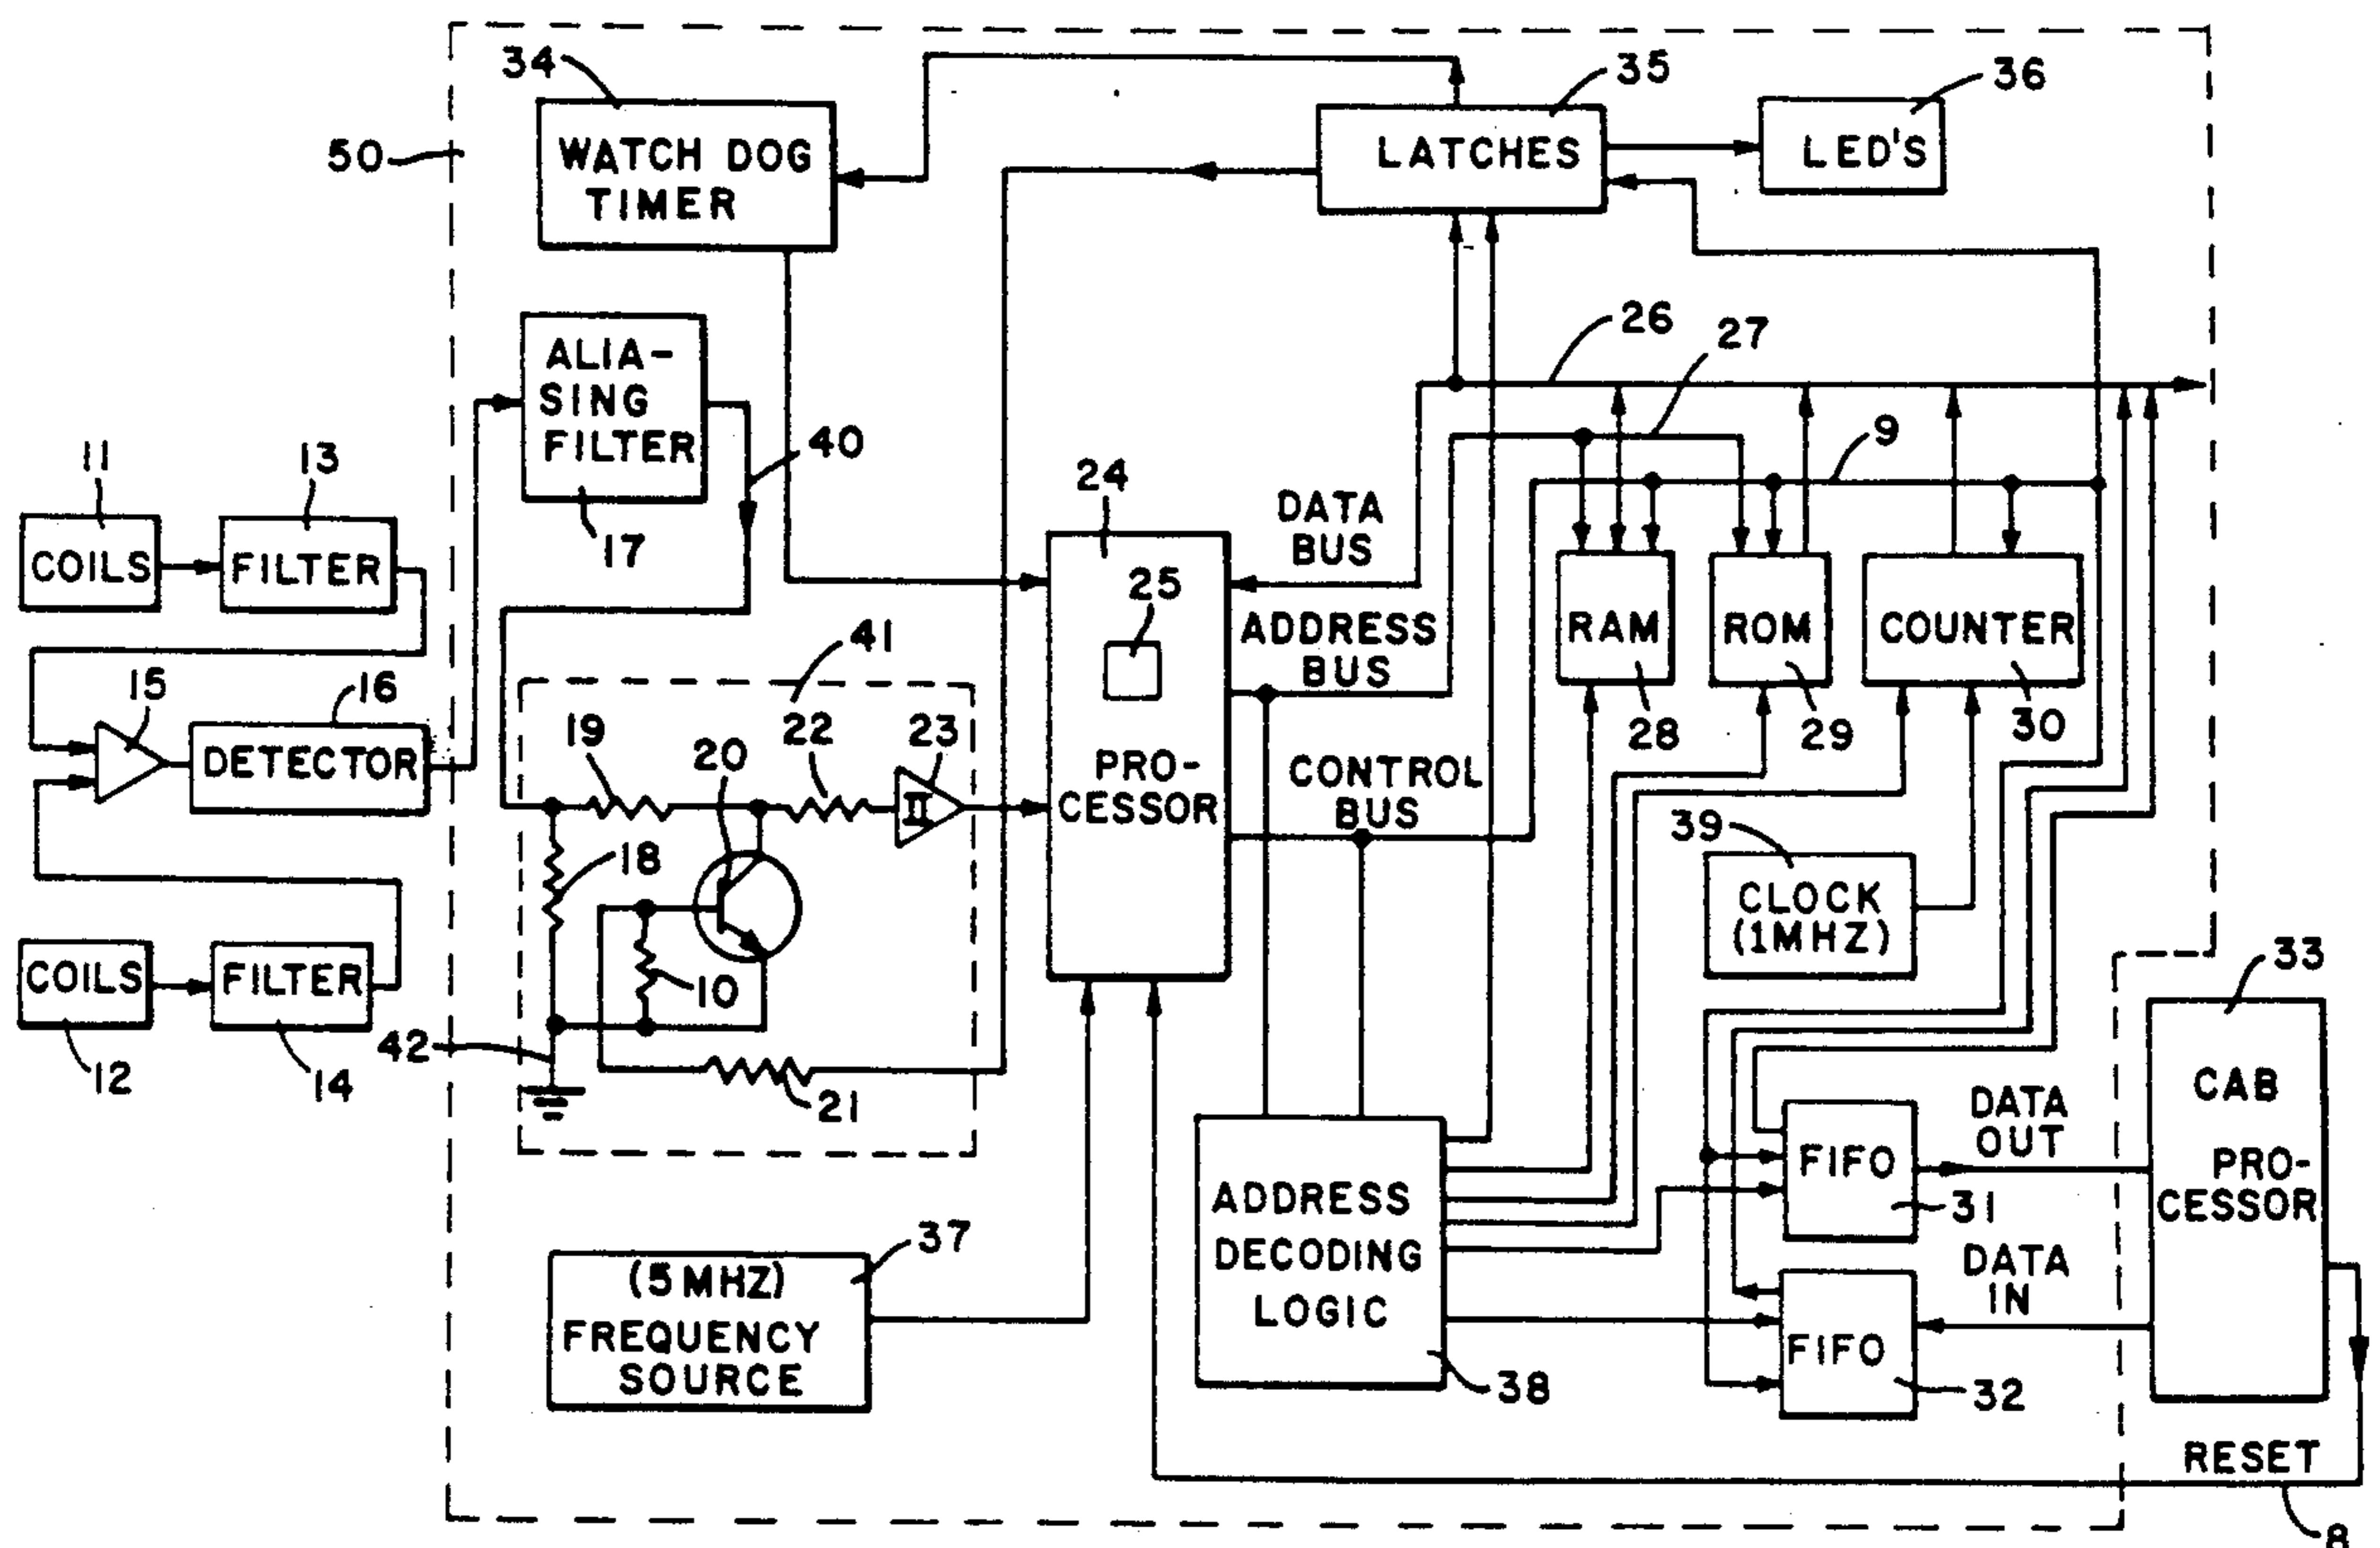 34
35
36
50
WATCH DOG
TIMER
LATCHES
LED'S
26
27
ALIA-
SING
FILTER
40
9
11
13
24
DATA
BUS
17
COILS
FILTER
25
ADDRESS
BUS
RAM
ROM
COUNTER
41
15
16
19
20
22
23
28
29
30
DETECTOR
PRO-
CESSOR
CONTROL
BUS
II
39
18
CLOCK
(1MHZ)
33
COILS
FILTER
10
42
12
14
21
CAB
PRO-
CESSOR
DATA
OUT
FIFO
31
ADDRESS
DECODING
LOGIC
37
(5MHZ)
FREQUENCY
SOURCE
DATA
IN
FIFO
32
38
RESET
8